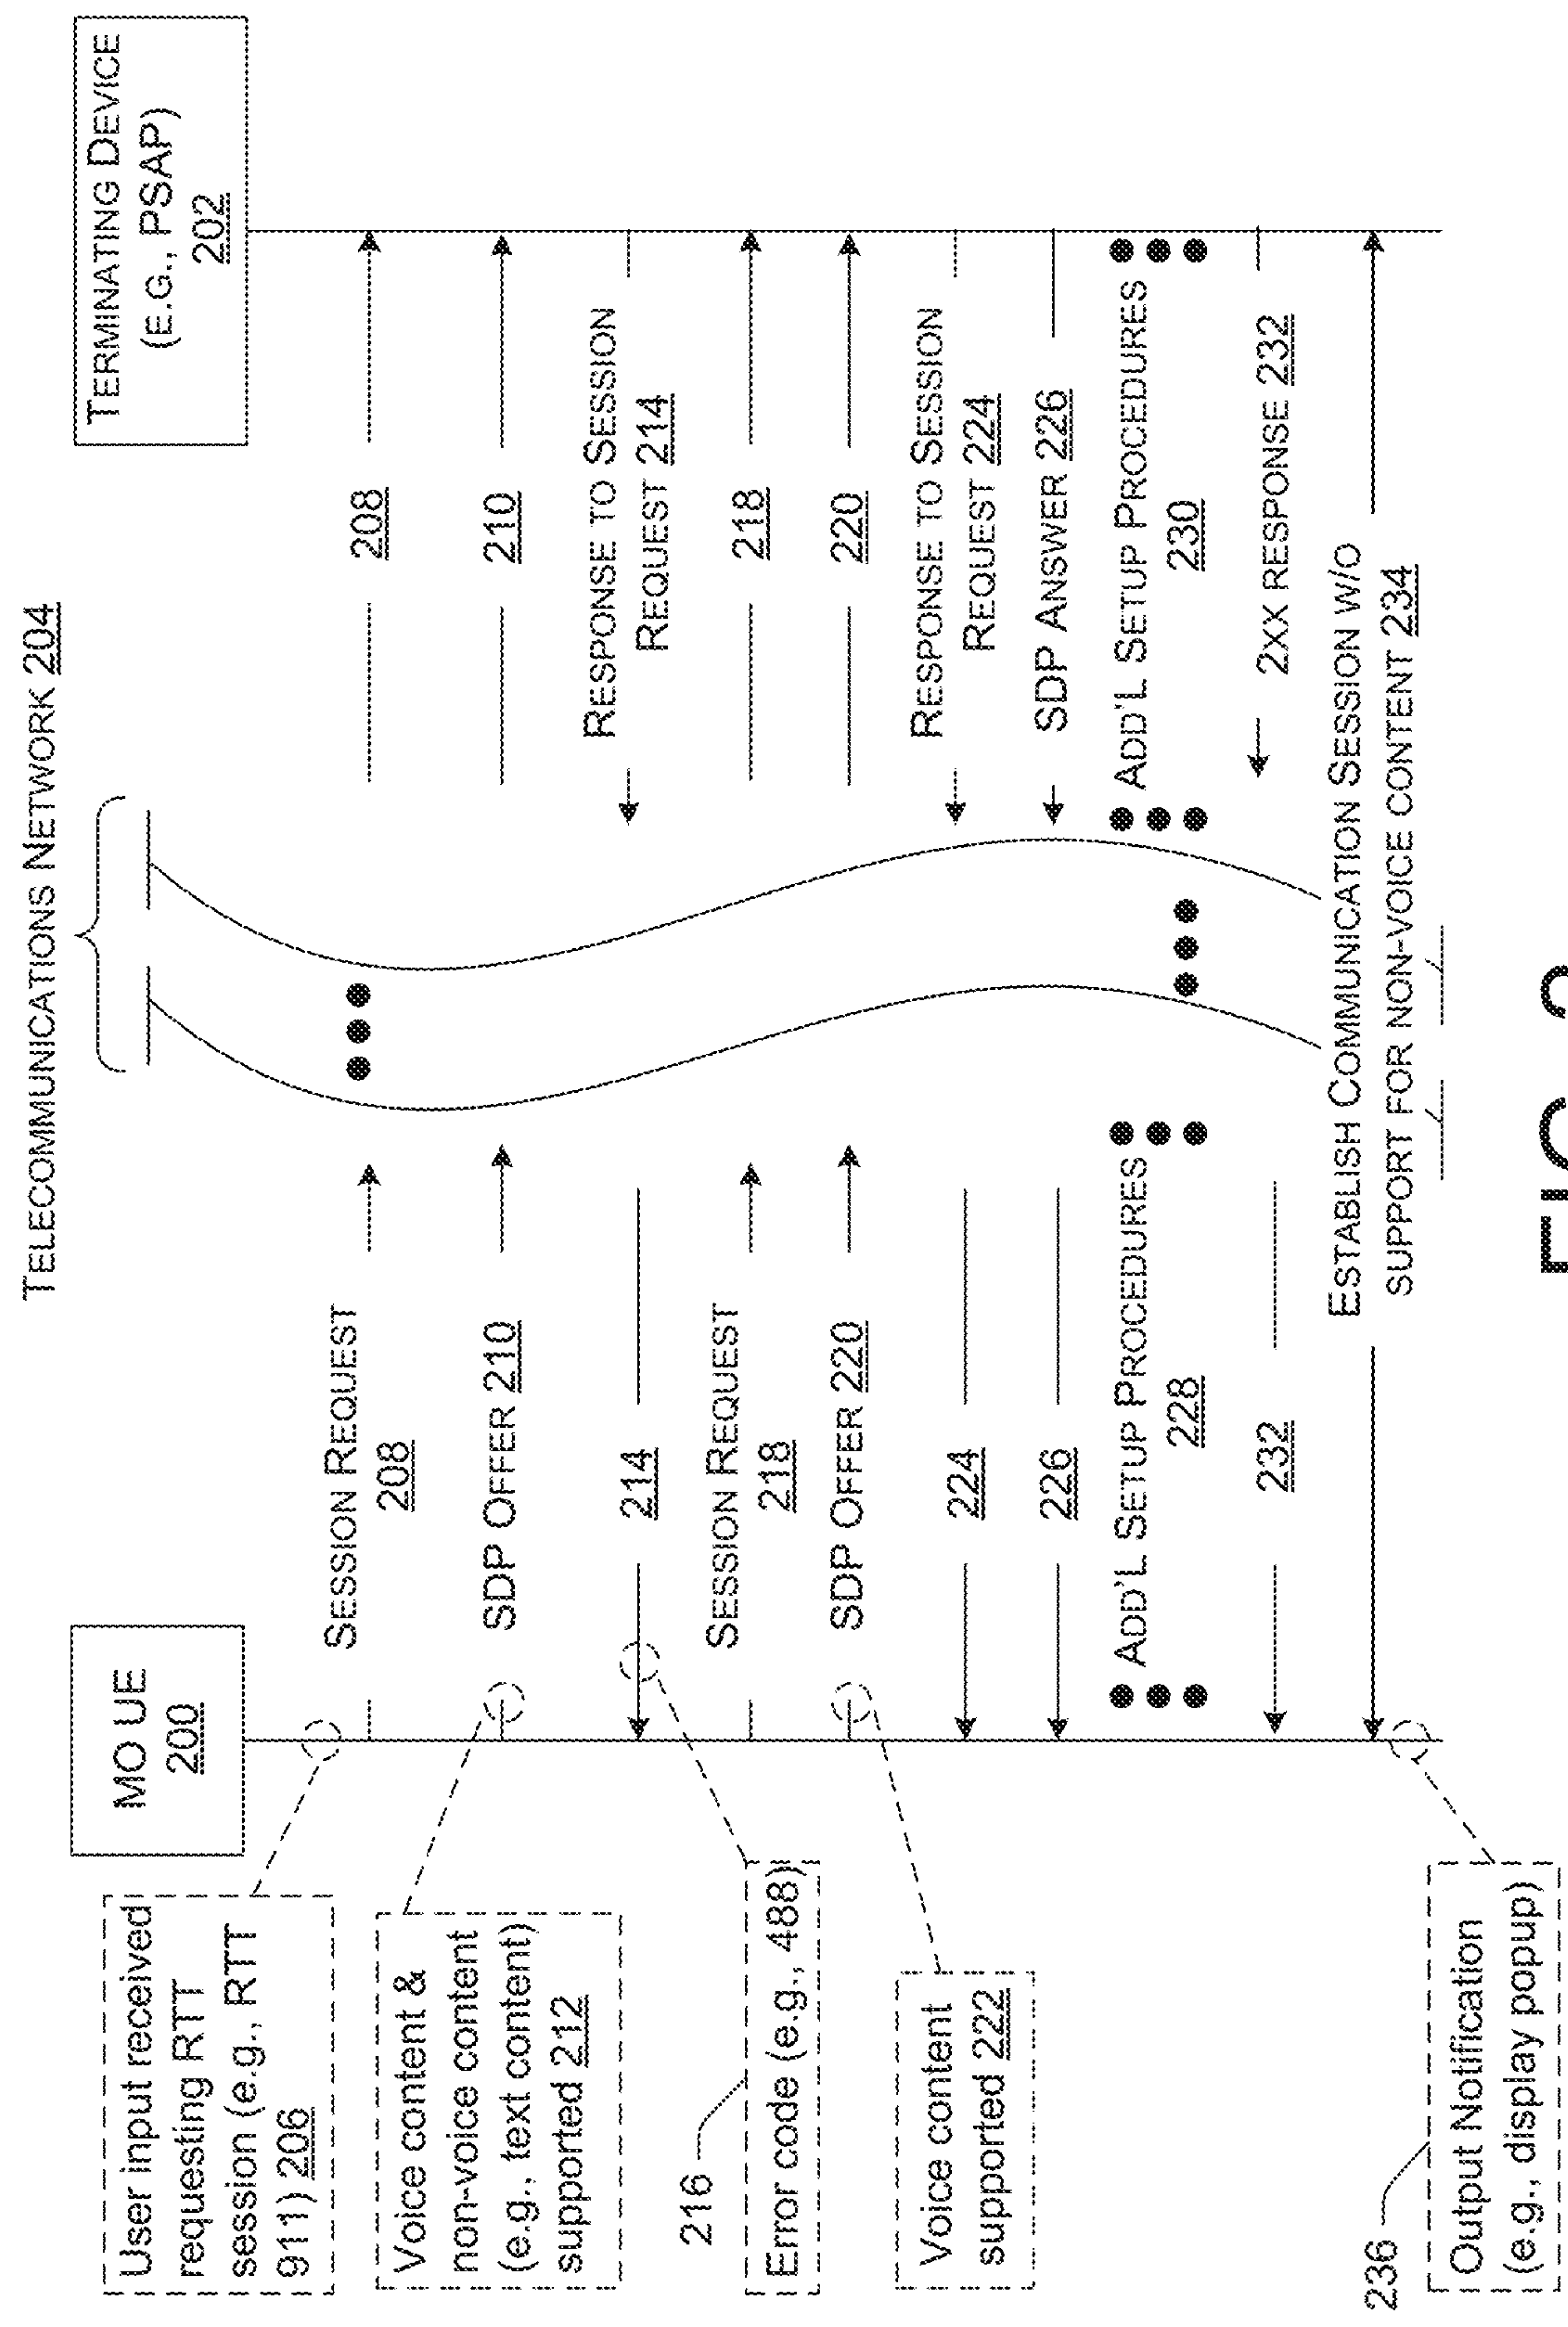 TELECOMMUNICATIONS NETWORK 204
MO UE
200
TERMINATING DEVICE
(E.G., PSAP)
202
User input received
requesting RTT
session (e.g., RTT
911) 206
SESSION REQUEST
208
208
Voice content &
non-voice content
(e.g., text content)
supported 212
SDP OFFER 210
210
214
RESPONSE TO SESSION
REQUEST 214
216
Error code (e.g., 488)
SESSION REQUEST
218
218
SDP OFFER 220
220
Voice content
supported 222
224
RESPONSE TO SESSION
REQUEST 224
226
SDP ANSWER 226
ADD'L SETUP PROCEDURES
228
ADD'L SETUP PROCEDURES
230
232
2XX RESPONSE 232
ESTABLISH COMMUNICATION SESSION W/O
SUPPORT FOR NON-VOICE CONTENT 234
236
Output Notification
(e.g., display popup)